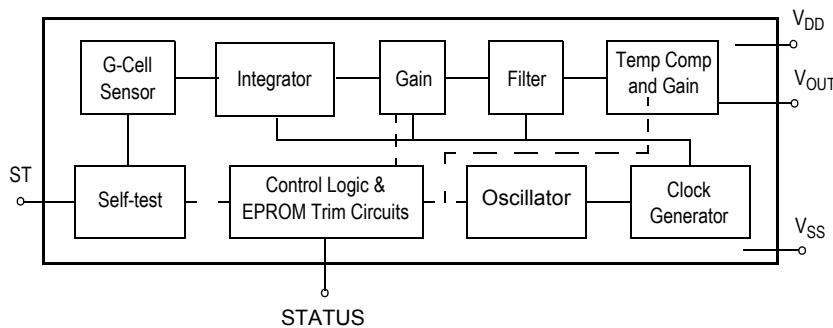 V_DD
G-Cell
Sensor
Integrator
Gain
Filter
Temp Comp
and Gain
V_OUT
ST
Self-test
Control Logic &
EPROM Trim Circuits
Oscillator
Clock
Generator
V_SS
STATUS